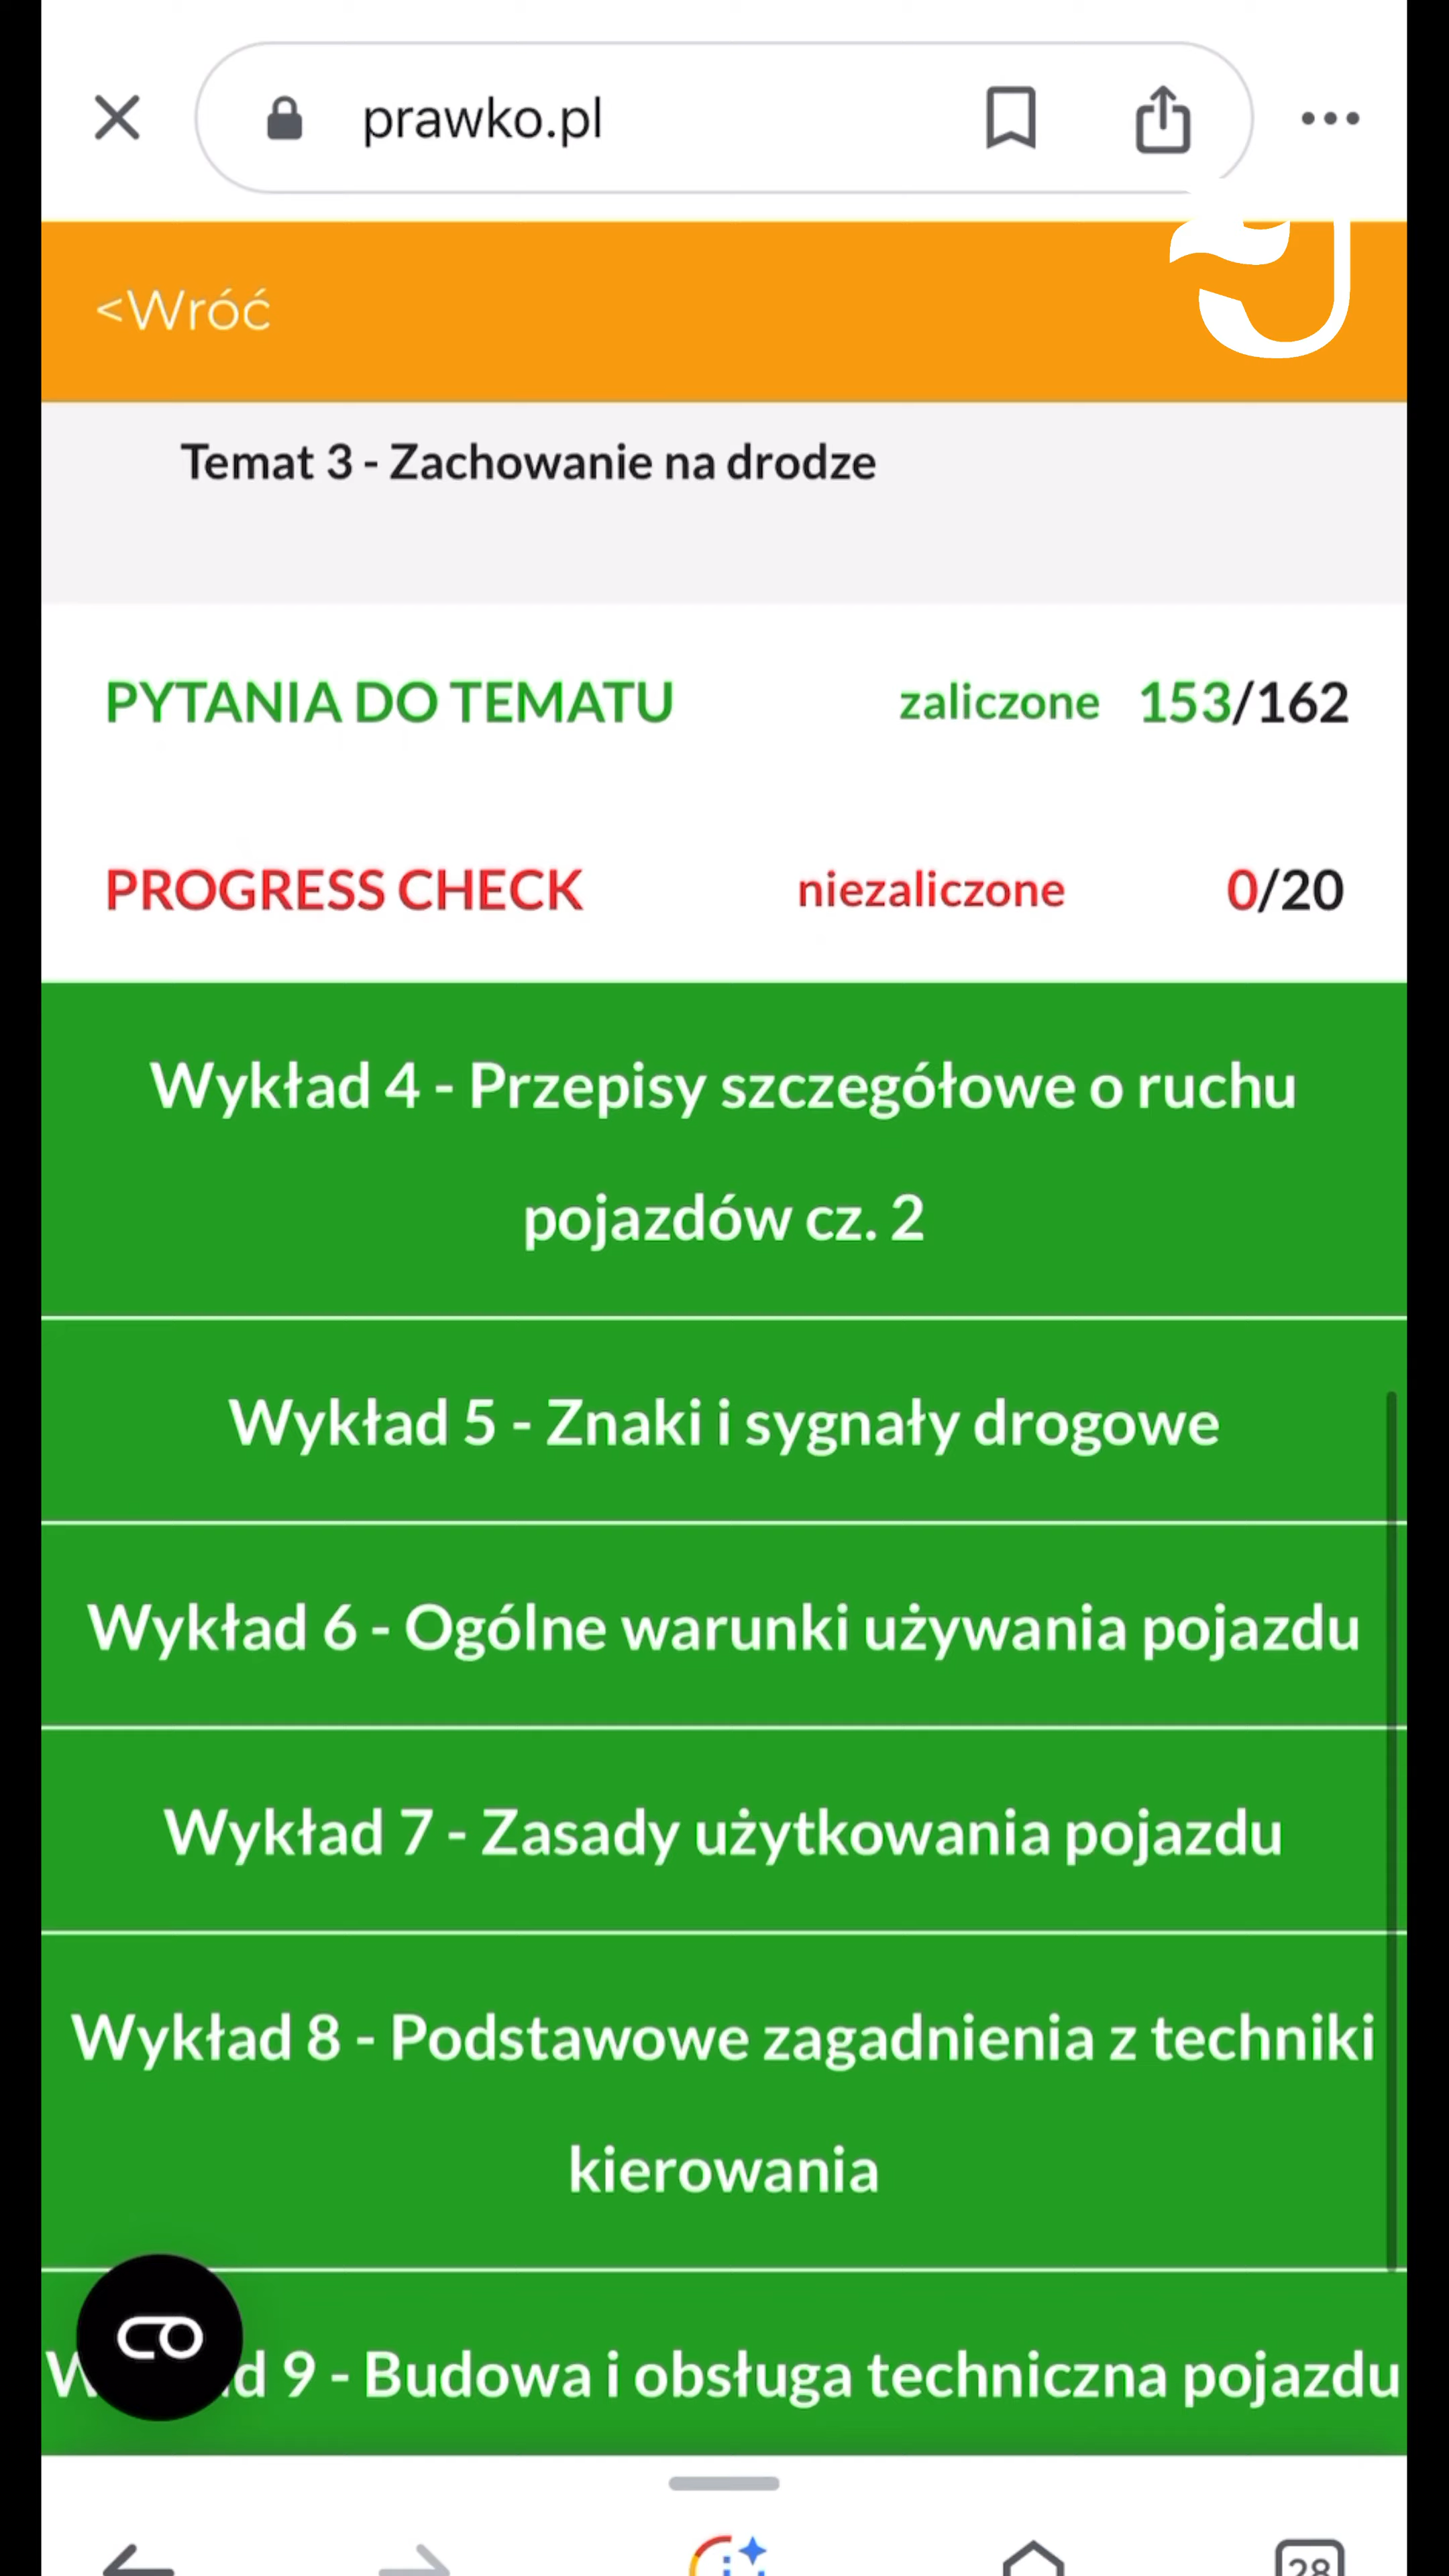 prawko.pl
<Wróć
Temat 3 - Zachowanie na drodze
PYTANIA DO TEMATU zaliczone 153/162
PROGRESS CHECK niezaliczone 0/20
Wykład 4 - Przepisy szczegółowe o ruchu
pojazdów cz. 2
Wykład 5 - Znaki i sygnały drogowe
Wykład 6 - Ogólne warunki używania pojazdu
Wykład 7 - Zasady użytkowania pojazdu
Wykład 8 - Podstawowe zagadnienia z techniki
kierowania
9 - Budowa i obsługa techniczna pojazdu
28